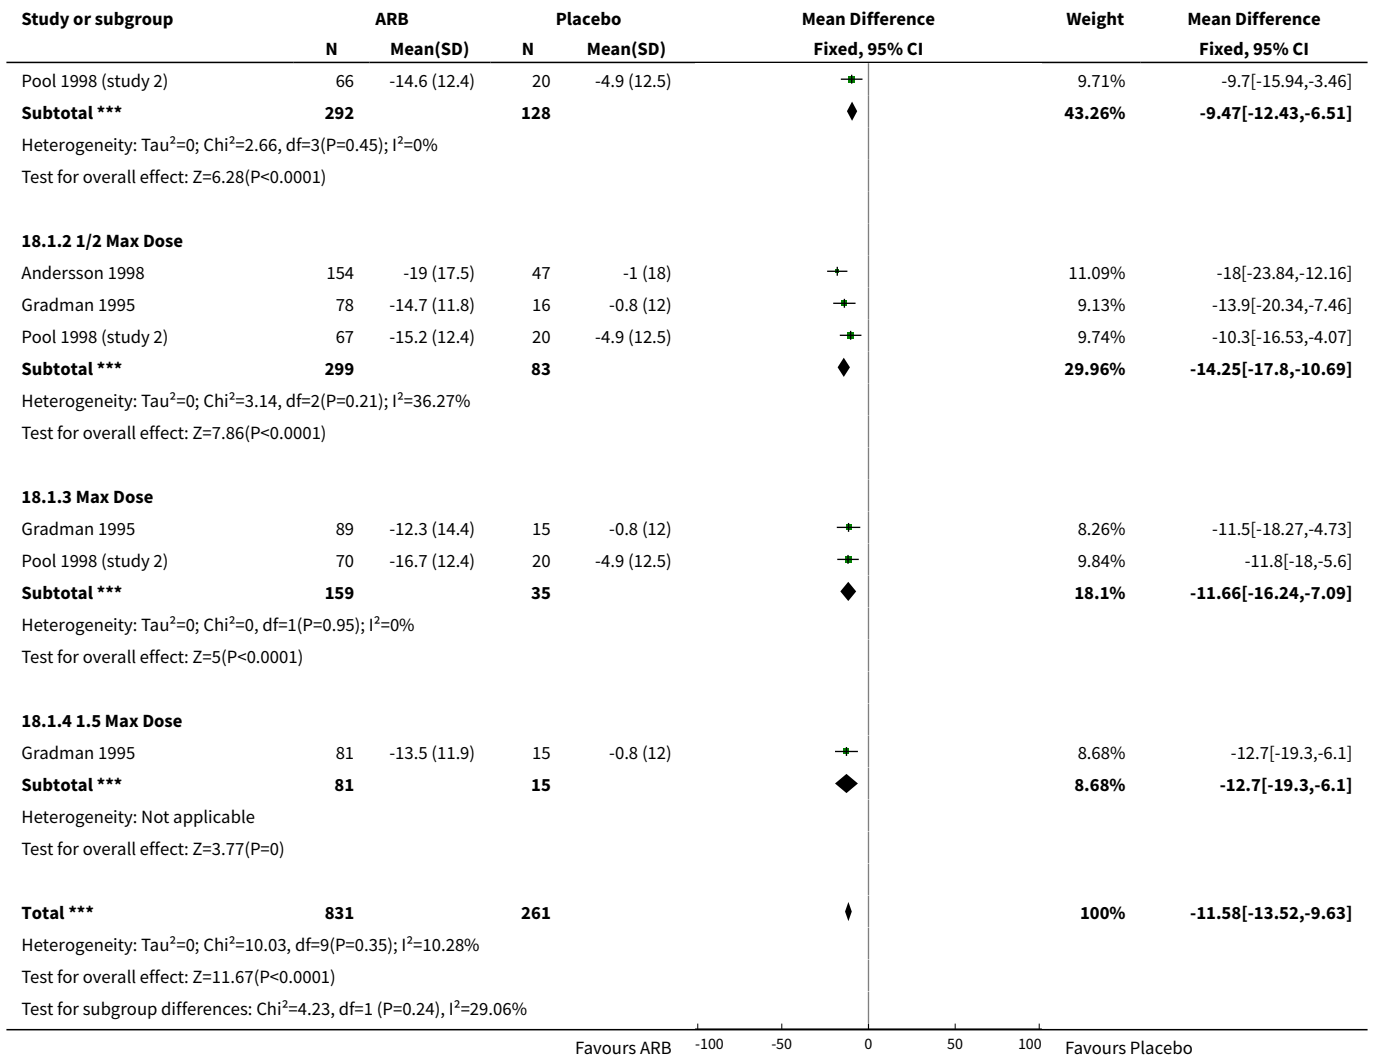 Study or subgroup ARB Placebo Mean Difference Weight Mean Difference
N Mean(SD) N Mean(SD) Fixed, 95% CI Fixed, 95% CI
Pool 1998 (study 2) 66 -14.6 (12.4) 20 -4.9 (12.5) 9.71% -9.7[-15.94,-3.46]
Subtotal *** 292 128 43.26% -9.47[-12.43,-6.51]
Heterogeneity: Tau²=0; Chi²=2.66, df=3(P=0.45); I²=0%
Test for overall effect: Z=6.28(P<0.0001)
18.1.2 1/2 Max Dose
Andersson 1998 154 -19 (17.5) 47 -1 (18) 11.09% -18[-23.84,-12.16]
Gradman 1995 78 -14.7 (11.8) 16 -0.8 (12) 9.13% -13.9[-20.34,-7.46]
Pool 1998 (study 2) 67 -15.2 (12.4) 20 -4.9 (12.5) 9.74% -10.3[-16.53,-4.07]
Subtotal *** 299 83 29.96% -14.25[-17.8,-10.69]
Heterogeneity: Tau²=0; Chi²=3.14, df=2(P=0.21); I²=36.27%
Test for overall effect: Z=7.86(P<0.0001)
18.1.3 Max Dose
Gradman 1995 89 -12.3 (14.4) 15 -0.8 (12) 8.26% -11.5[-18.27,-4.73]
Pool 1998 (study 2) 70 -16.7 (12.4) 20 -4.9 (12.5) 9.84% -11.8[-18,-5.6]
Subtotal *** 159 35 18.1% -11.66[-16.24,-7.09]
Heterogeneity: Tau²=0; Chi²=0, df=1(P=0.95); I²=0%
Test for overall effect: Z=5(P<0.0001)
18.1.4 1.5 Max Dose
Gradman 1995 81 -13.5 (11.9) 15 -0.8 (12) 8.68% -12.7[-19.3,-6.1]
Subtotal *** 81 15 8.68% -12.7[-19.3,-6.1]
Heterogeneity: Not applicable
Test for overall effect: Z=3.77(P=0)
Total *** 831 261 100% -11.58[-13.52,-9.63]
Heterogeneity: Tau²=0; Chi²=10.03, df=9(P=0.35); I²=10.28%
Test for overall effect: Z=11.67(P<0.0001)
Test for subgroup differences: Chi²=4.23, df=1 (P=0.24), I²=29.06%
Favours ARB -100 -50 0 50 100 Favours Placebo